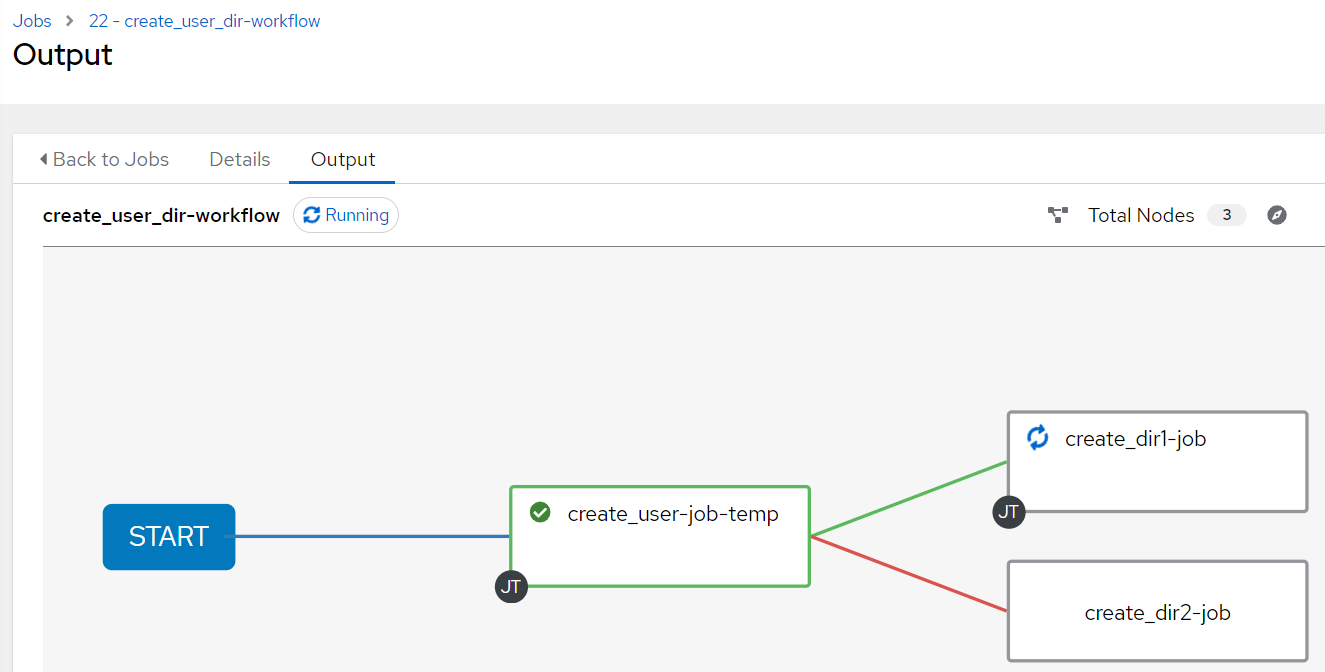 Jobs > 22 - create_user_dir-workflow
Output
Back to Jobs Details Output
create_user_dir-workflow Running Total Nodes 3
create_dir1-job
JT
START
create_user-job-temp
JT
create_dir2-job